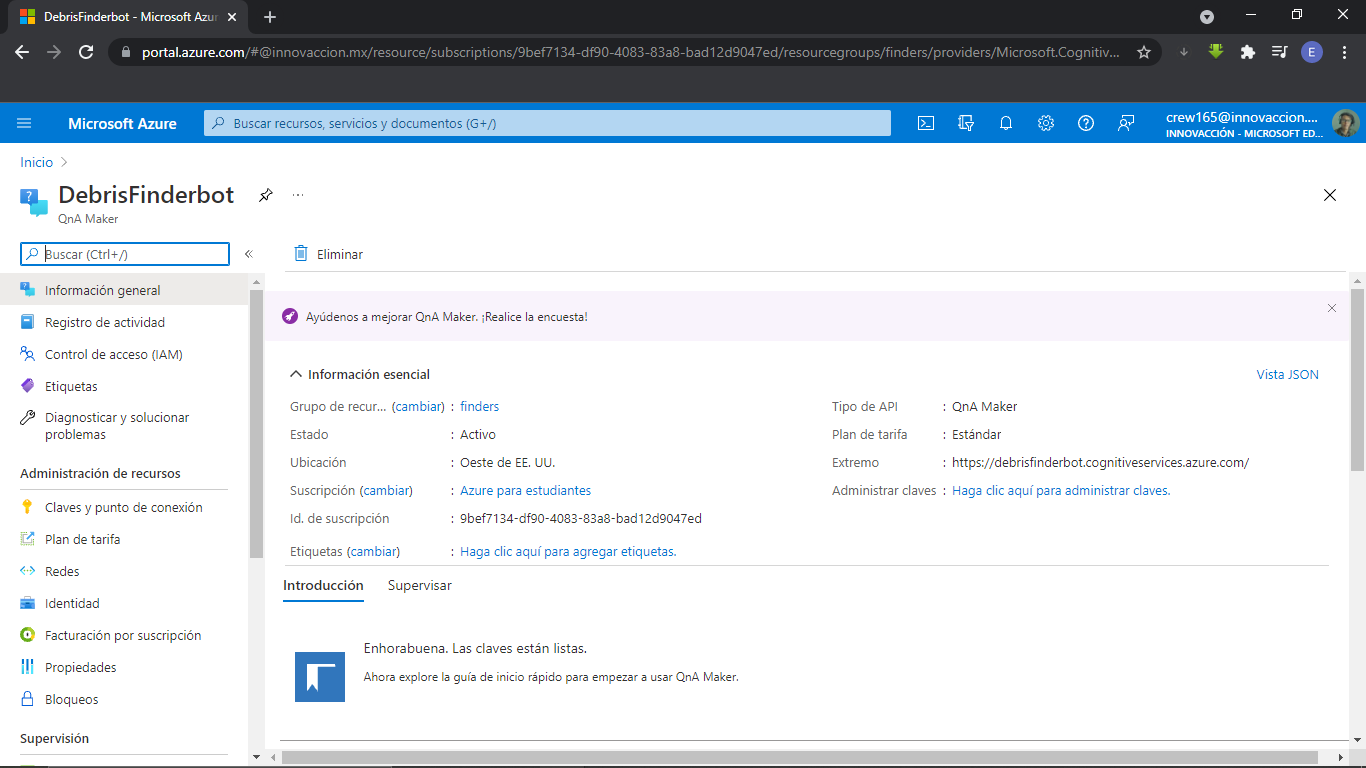 DebrisFinderbot - Microsoft Azur
portal.azure.com/#@innovaccion.mx/resource/subscriptions/9bef7134-df90-4083-83a8-bad12d9047ed/resourcegroups/finders/providers/Microsoft.Cognitiv...
E
Microsoft Azure
Buscar recursos, servicios y documentos (G+/)
crew165@innovaccion....
INNOVACCIÓN - MICROSOFT ED...
Inicio
DebrisFinderbot
QnA Maker
Buscar (Ctrl+/)
Eliminar
Información general
Registro de actividad
Control de acceso (IAM)
Etiquetas
Diagnosticar y solucionar
problemas
Administración de recursos
Claves y punto de conexión
Plan de tarifa
Redes
Identidad
Facturación por suscripción
Propiedades
Bloqueos
Supervisión
Ayúdenos a mejorar QnA Maker. ¡Realice la encuesta!
Información esencial
Vista JSON
Grupo de recur... (cambiar) : finders
Estado : Activo
Ubicación : Oeste de EE. UU.
Suscripción (cambiar) : Azure para estudiantes
Id. de suscripción : 9bef7134-df90-4083-83a8-bad12d9047ed
Etiquetas (cambiar) : Haga clic aquí para agregar etiquetas.
Tipo de API : QnA Maker
Plan de tarifa : Estándar
Extremo : https://debrisfinderbot.cognitiveservices.azure.com/
Administrar claves : Haga clic aquí para administrar claves.
Introducción
Supervisar
Enhorabuena. Las claves están listas.
Ahora explore la guía de inicio rápido para empezar a usar QnA Maker.